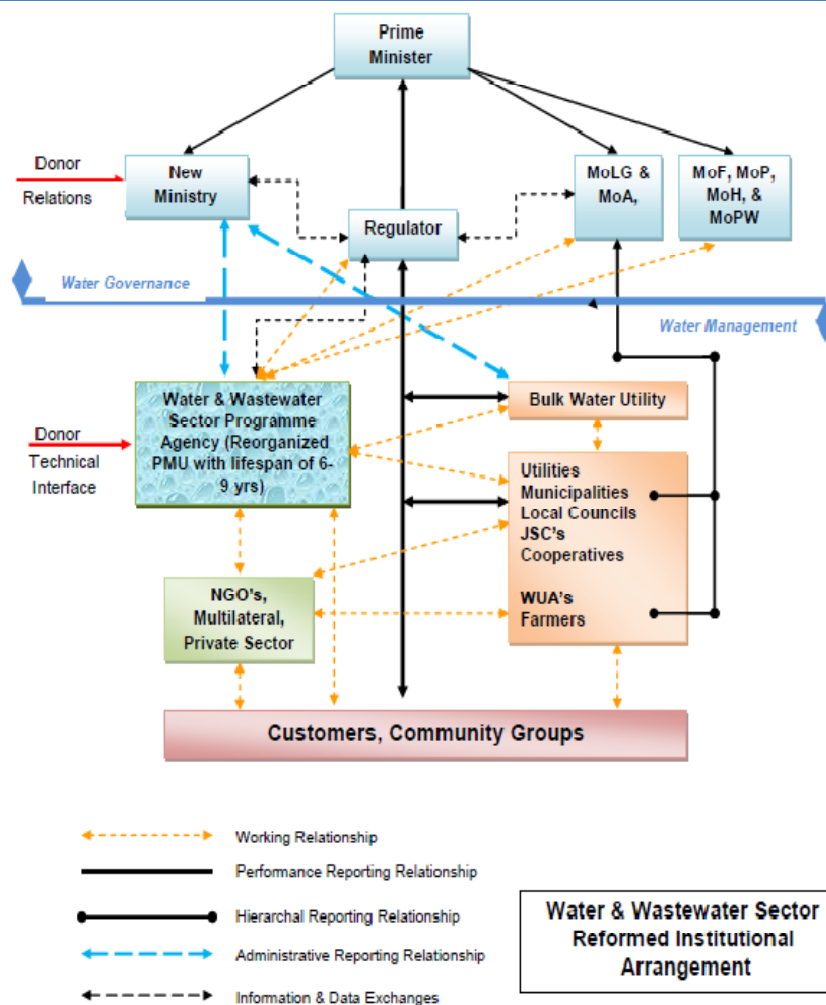 Prime
Minister
Donor
Relations
New
Ministry
Regulator
MoLG &
MoA,
MoF, MoP,
MoH, &
MoPW
Water Governance
Water Management
Donor
Technical
Interface
Water & Wastewater
Sector Programme
Agency (Reorganized
PMU with lifespan of 6-
9 yrs)
Bulk Water Utility
Utilities
Municipalities
Local Councils
JSC's
Cooperatives
WUA's
Farmers
NGO's,
Multilateral,
Private Sector
Customers, Community Groups
Working Relationship
Performance Reporting Relationship
Hierarchal Reporting Relationship
Administrative Reporting Relationship
Information & Data Exchanges
Water & Wastewater Sector
Reformed Institutional
Arrangement